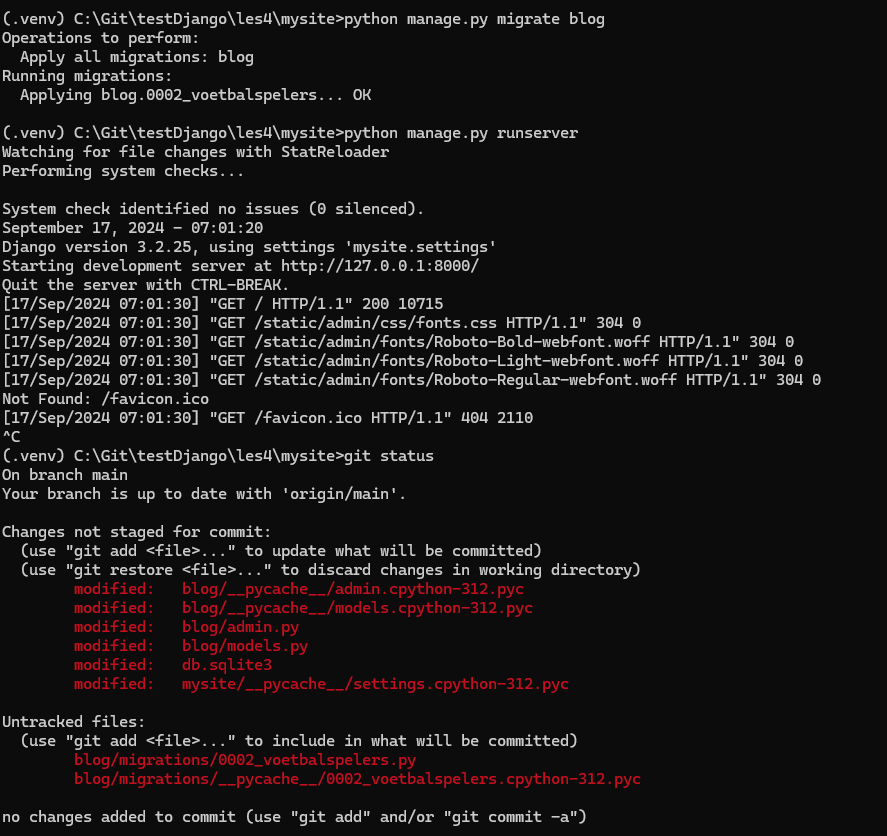 (.venv) C:\Git\testDjango\les4\mysite>python manage.py migrate blog
Operations to perform:
  Apply all migrations: blog
Running migrations:
  Applying blog.0002_voetbalspelers... OK

(.venv) C:\Git\testDjango\les4\mysite>python manage.py runserver
Watching for file changes with StatReloader
Performing system checks...

System check identified no issues (0 silenced).
September 17, 2024 - 07:01:20
Django version 3.2.25, using settings 'mysite.settings'
Starting development server at http://127.0.0.1:8000/
Quit the server with CTRL-BREAK.
[17/Sep/2024 07:01:30] "GET / HTTP/1.1" 200 10715
[17/Sep/2024 07:01:30] "GET /static/admin/css/fonts.css HTTP/1.1" 304 0
[17/Sep/2024 07:01:30] "GET /static/admin/fonts/Roboto-Bold-webfont.woff HTTP/1.1" 304 0
[17/Sep/2024 07:01:30] "GET /static/admin/fonts/Roboto-Light-webfont.woff HTTP/1.1" 304 0
[17/Sep/2024 07:01:30] "GET /static/admin/fonts/Roboto-Regular-webfont.woff HTTP/1.1" 304 0
Not Found: /favicon.ico
[17/Sep/2024 07:01:30] "GET /favicon.ico HTTP/1.1" 404 2110
^C
(.venv) C:\Git\testDjango\les4\mysite>git status
On branch main
Your branch is up to date with 'origin/main'.

Changes not staged for commit:
  (use "git add <file>..." to update what will be committed)
  (use "git restore <file>..." to discard changes in working directory)
        modified:   blog/__pycache__/admin.cpython-312.pyc
        modified:   blog/__pycache__/models.cpython-312.pyc
        modified:   blog/admin.py
        modified:   blog/models.py
        modified:   db.sqlite3
        modified:   mysite/__pycache__/settings.cpython-312.pyc

Untracked files:
  (use "git add <file>..." to include in what will be committed)
        blog/migrations/0002_voetbalspelers.py
        blog/migrations/__pycache__/0002_voetbalspelers.cpython-312.pyc

no changes added to commit (use "git add" and/or "git commit -a")